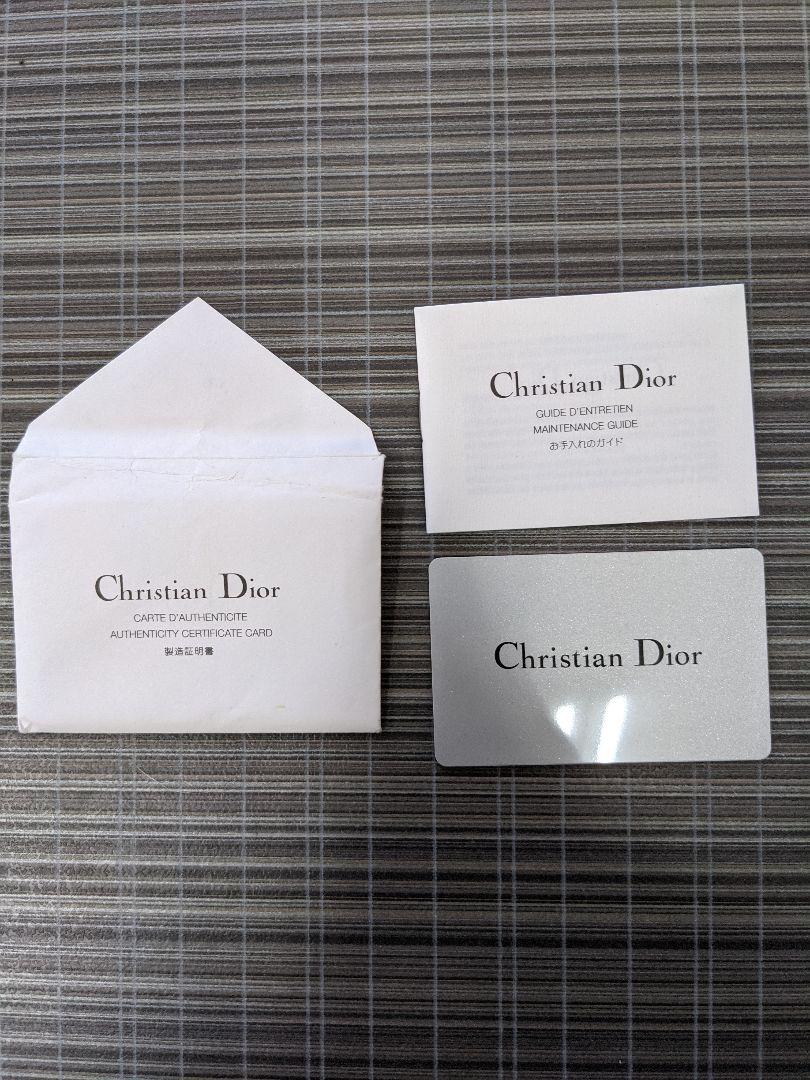 Christian Dior
CARTE D'AUTHENTICITE
AUTHENTICITY CERTIFICATE CARD
製造証明書
Christian Dior
GUIDE D'ENTRETIEN
MAINTENANCE GUIDE
お手入れのガイド
Christian Dior